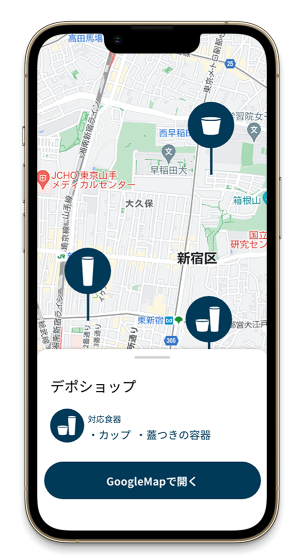 高田馬場
25
学習院女子
西早稲田
早稲田大
JCHO 東京山手
メディカルセンター
大久保
箱根山
国立
研究セン
新宿区
東新宿
都営大江戸
305
デポショップ
対応食器
・カップ ・蓋つきの容器
GoogleMapで開く